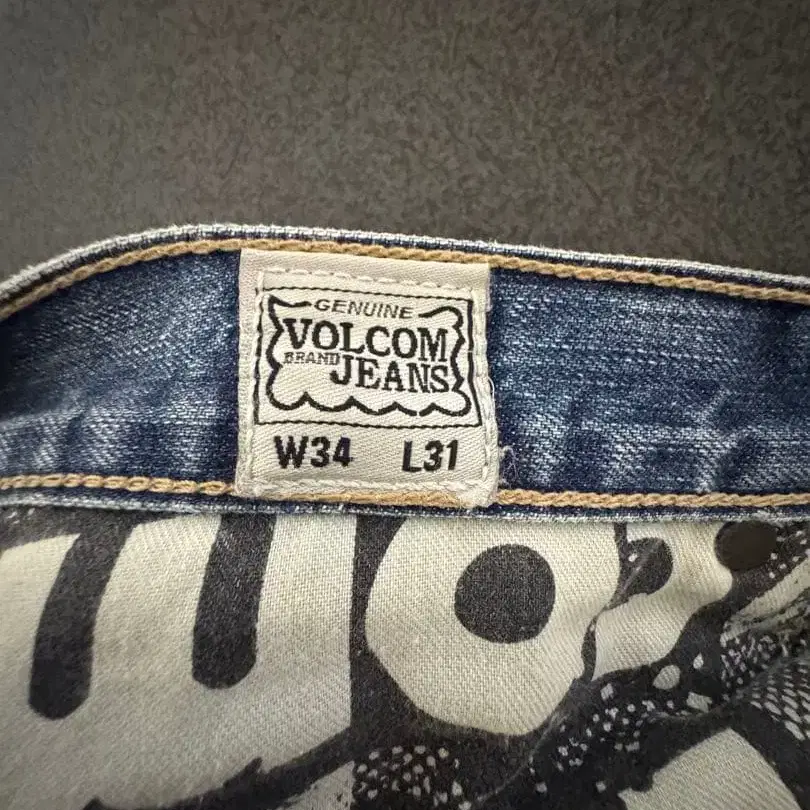 GENUINE
VOLCOM
BRAND JEANS
W34 L31